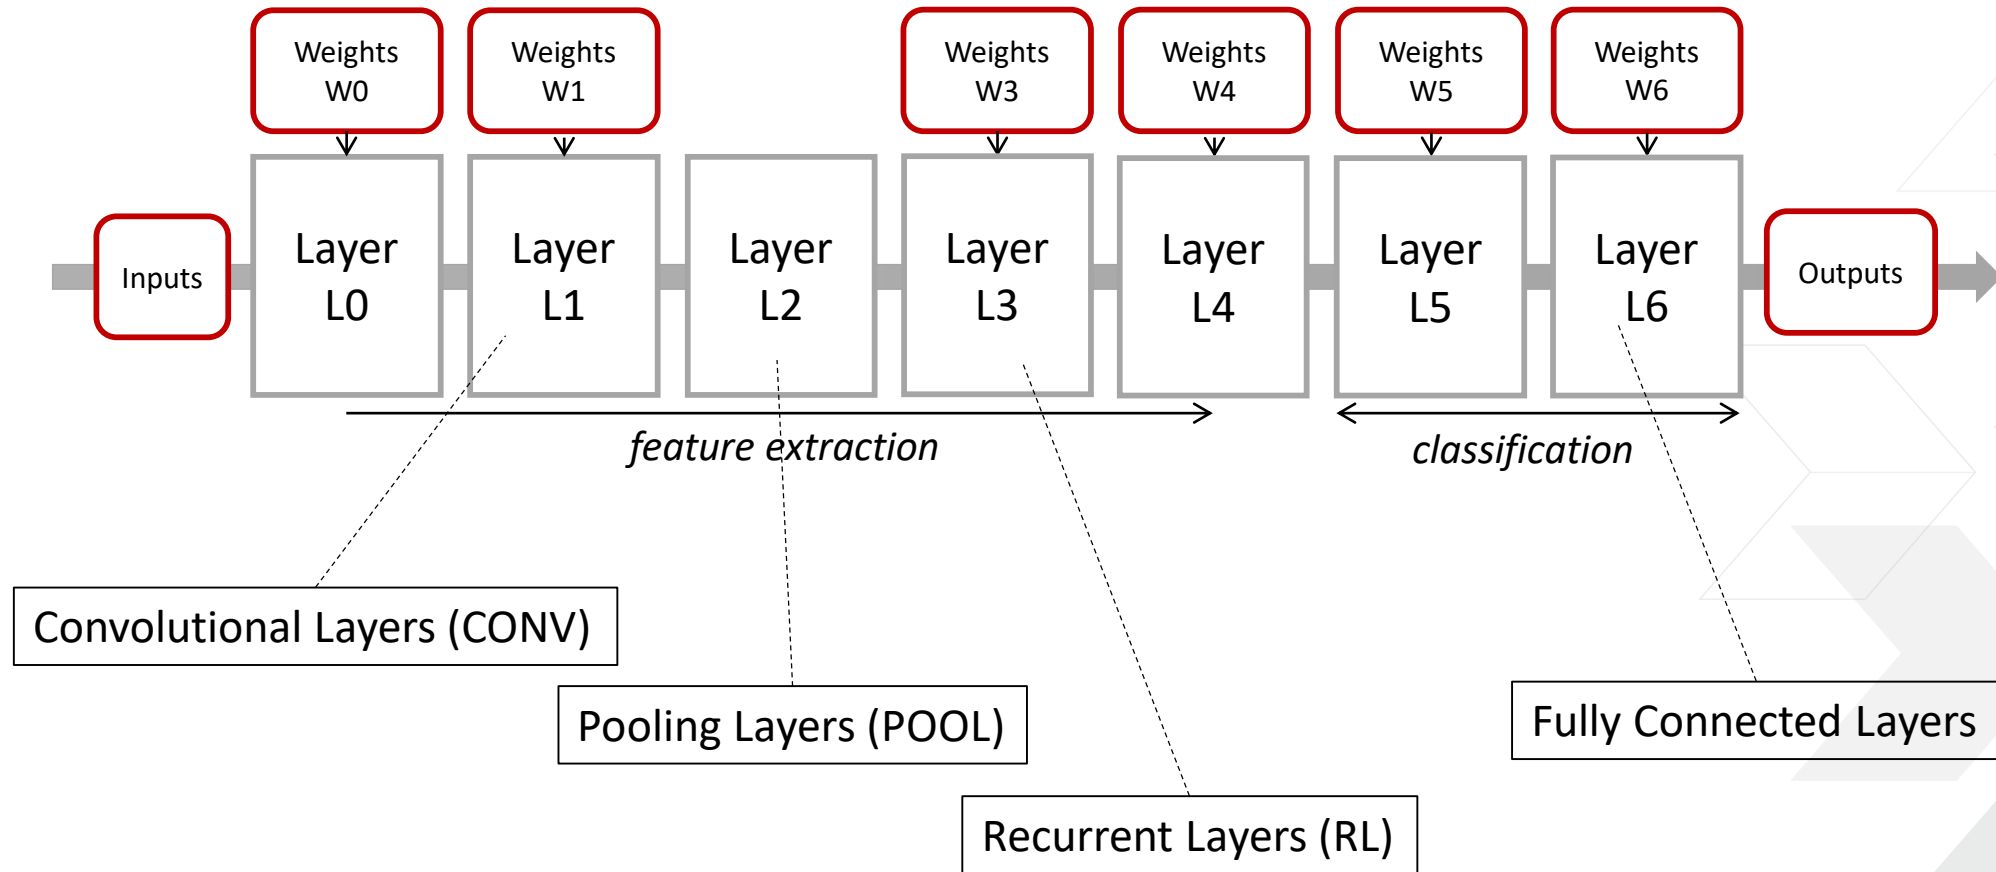 Weights
W0
Weights
W1
Weights
W3
Weights
W4
Weights
W5
Weights
W6
Inputs
Layer
L0
Layer
L1
Layer
L2
Layer
L3
Layer
L4
Layer
L5
Layer
L6
Outputs
feature extraction
classification
Convolutional Layers (CONV)
Pooling Layers (POOL)
Fully Connected Layers
Recurrent Layers (RL)